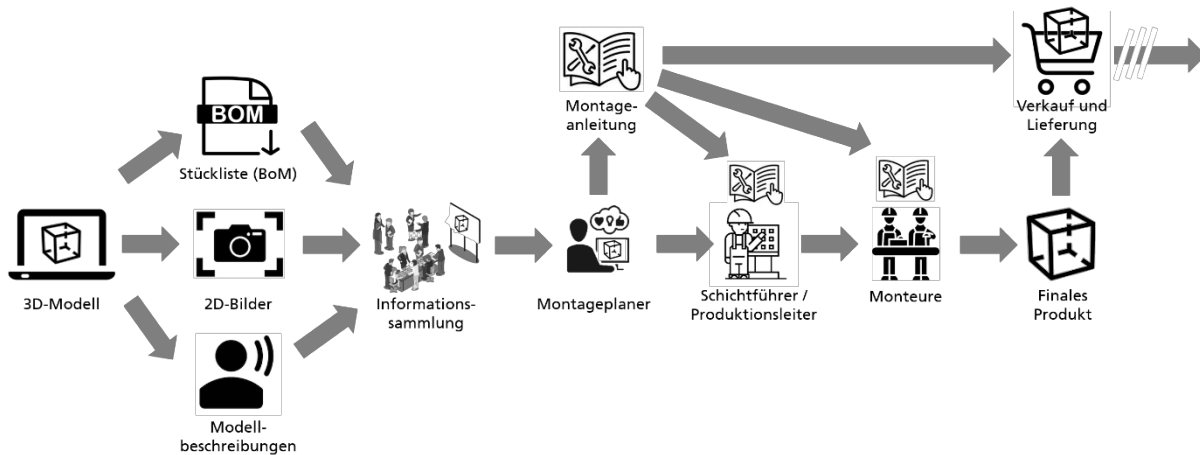 BOM
Stückliste (BoM)
3D-Modell
2D-Bilder
Modell-
beschreibungen
Informations-
sammlung
Montageplaner
Montage-
anleitung
Schichtführer /
Produktionsleiter
Monteure
Finales
Produkt
Verkauf und
Lieferung